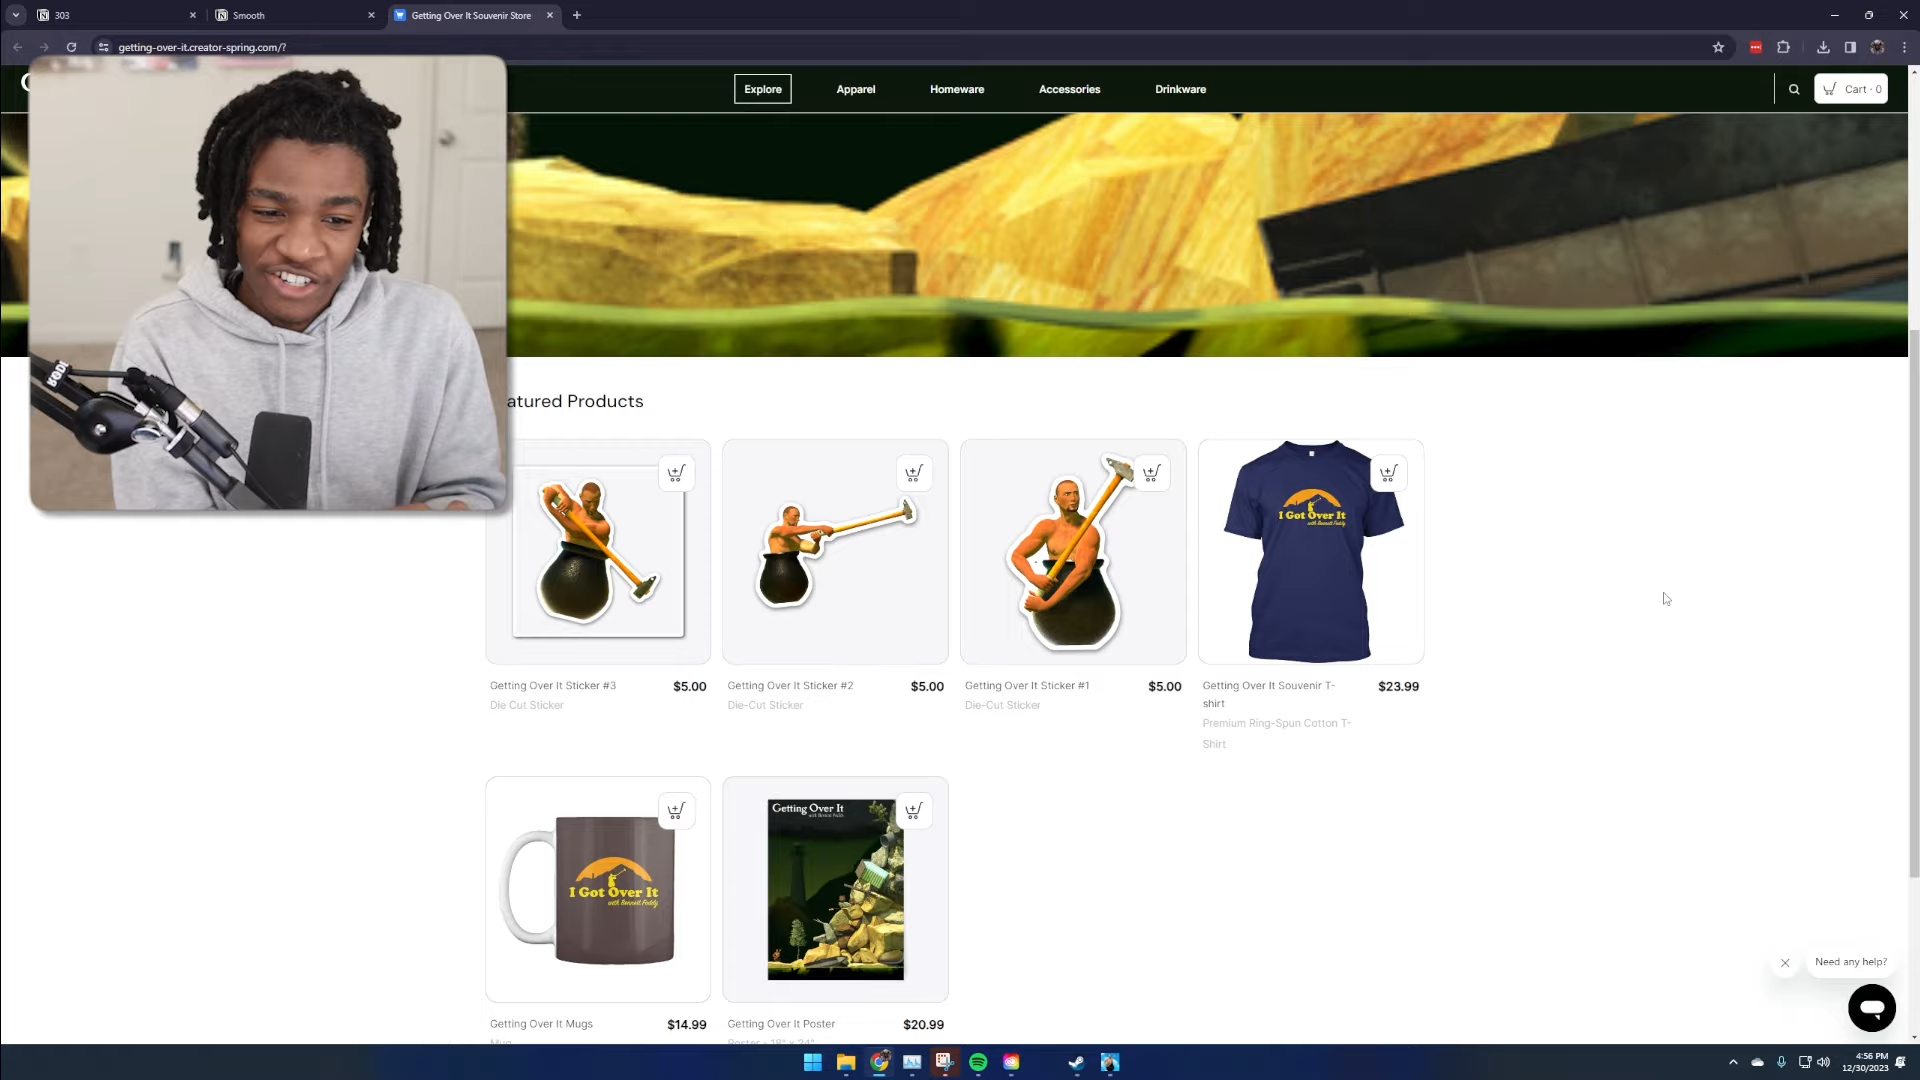 303
Smooth
Getting Over It Souvenir Store
getting-over-it.creator-spring.com/?
Explore
Apparel
Homeware
Accessories
Drinkware
Cart · 0
RODE
atured Products
I Got Over It
with Bennett Foddy
Getting Over It Sticker #3
$5.00
Die Cut Sticker
Getting Over It Sticker #2
$5.00
Die-Cut Sticker
Getting Over It Sticker #1
$5.00
Die-Cut Sticker
Getting Over It Souvenir T-
shirt
$23.99
Premium Ring-Spun Cotton T-
Shirt
I Got Over It
with Bennett Foddy
Getting Over It
with Bennett Foddy
Need any help?
Getting Over It Mugs
$14.99
Mug
Getting Over It Poster
$20.99
Poster - 18" x 24"
4:56 PM
12/30/2023